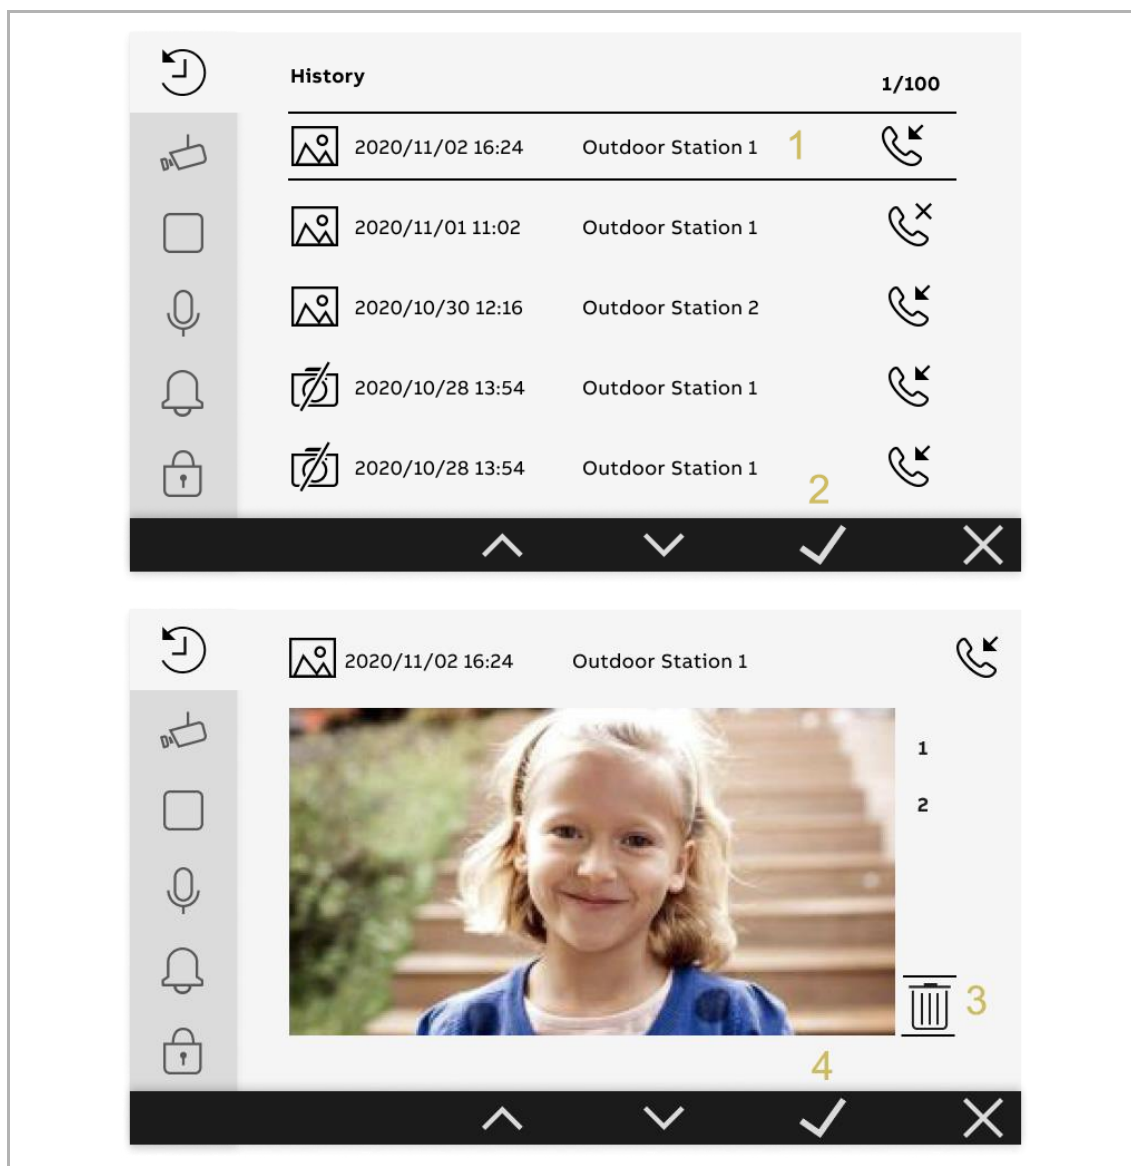 History 1/100
2020/11/02 16:24 Outdoor Station 1 1
2020/11/01 11:02 Outdoor Station 1
2020/10/30 12:16 Outdoor Station 2
2020/10/28 13:54 Outdoor Station 1
2020/10/28 13:54 Outdoor Station 1
2
2020/11/02 16:24 Outdoor Station 1
1
2
3
4